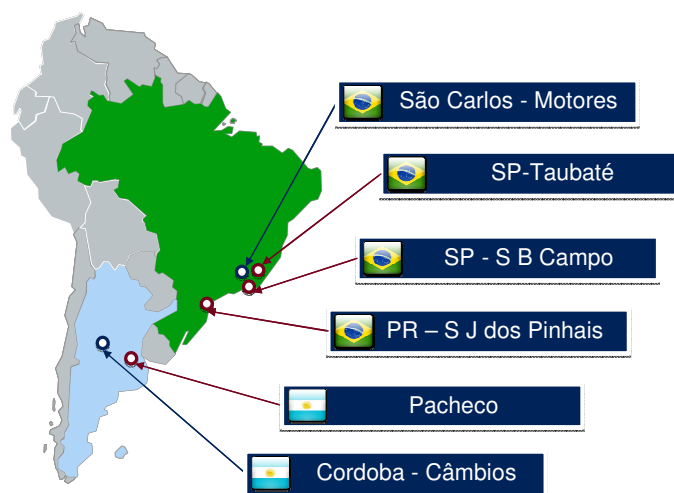 São Carlos - Motores
SP-Taubaté
SP - S B Campo
PR – S J dos Pinhais
Pacheco
Cordoba - Câmbios